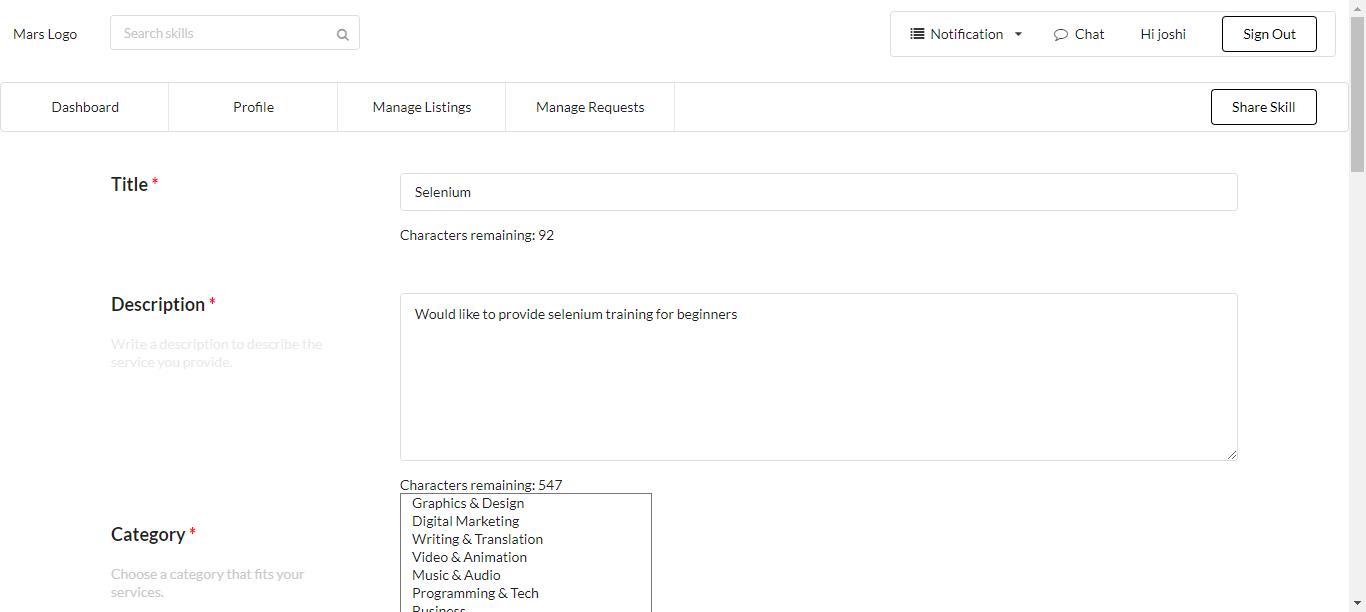 Mars Logo
Search skills
Notification
Chat
Hi joshi
Sign Out
Dashboard
Profile
Manage Listings
Manage Requests
Share Skill
Title *
Selenium
Characters remaining: 92
Description *
Write a description to describe the
service you provide.
Would like to provide selenium training for beginners
Characters remaining: 547
Category *
Choose a category that fits your
services.
Graphics & Design
Digital Marketing
Writing & Translation
Video & Animation
Music & Audio
Programming & Tech
Business